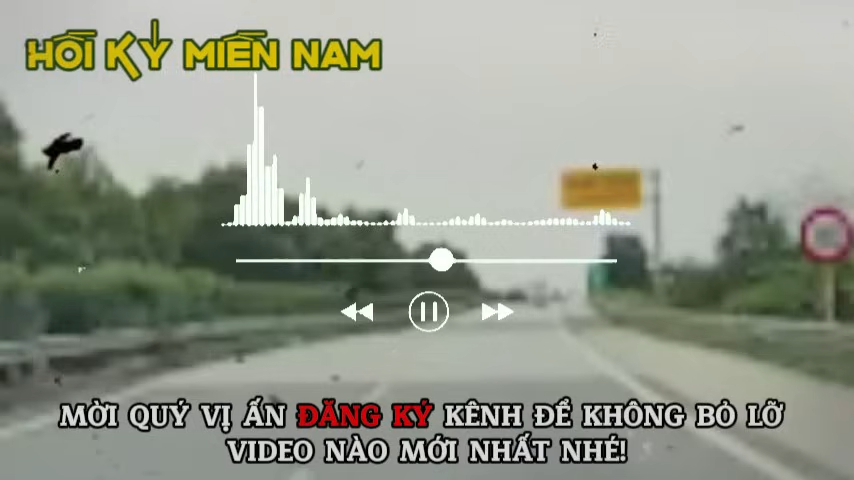 HỒI KÝ MIỀN NAM
MỜI QUÝ VỊ ẤN ĐĂNG KÝ KÊNH ĐỂ KHÔNG BỎ LỠ
VIDEO NÀO MỚI NHẤT NHÉ!